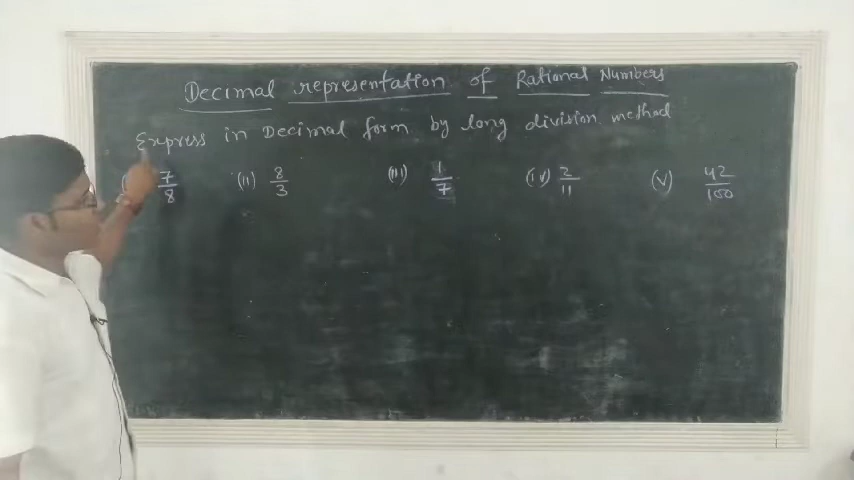 Decimal representation of Rational Numbers
Express in Decimal form by long division method
7/8 (ii) 8/3 (iii) 1/7 (iv) 2/11 (v) 42/100